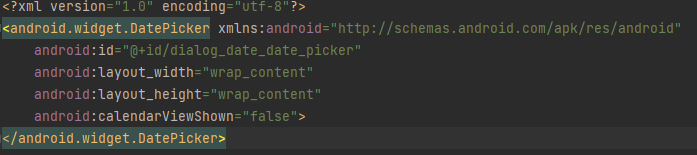 <?xml version="1.0" encoding="utf-8"?>
<android.widget.DatePicker xmlns:android="http://schemas.android.com/apk/res/android"
android:id="@+id/dialog_date_date_picker"
android:layout_width="wrap_content"
android:layout_height="wrap_content"
android:calendarViewShown="false">
</android.widget.DatePicker>